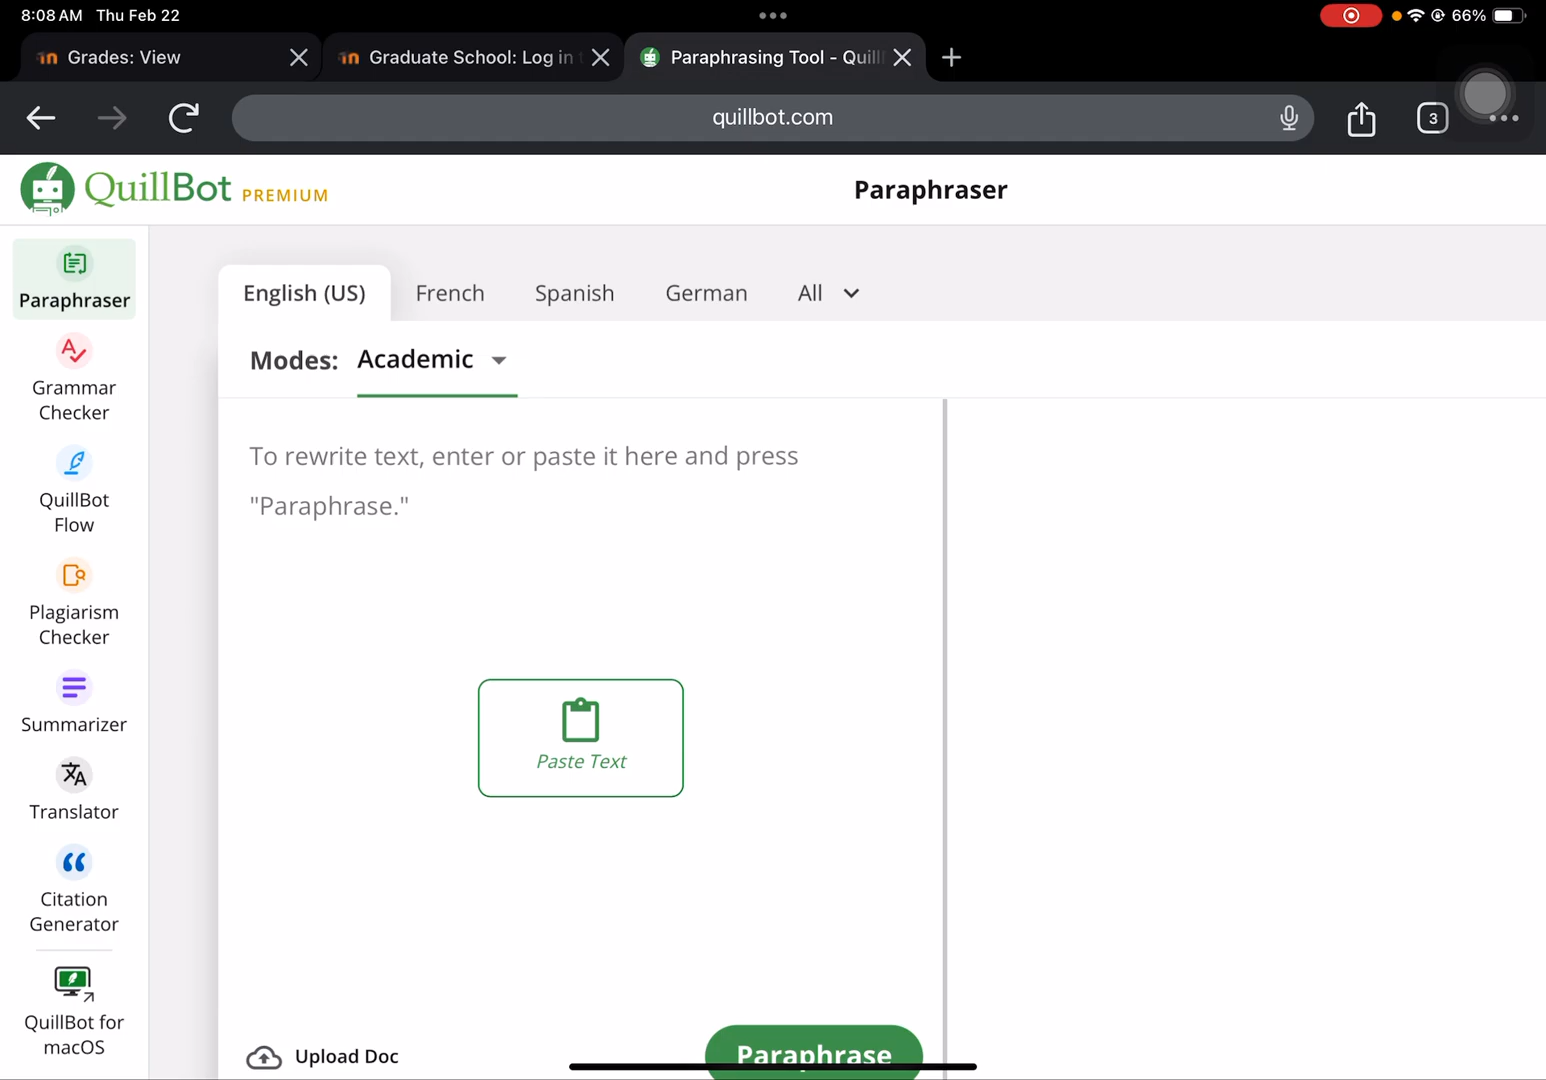 8:08 AM Thu Feb 22
66%
Grades: View
Graduate School: Log in
Paraphrasing Tool - Quill
quillbot.com
3
QuillBot PREMIUM
Paraphraser
Paraphraser
Grammar
Checker
QuillBot
Flow
Plagiarism
Checker
Summarizer
Translator
Citation
Generator
QuillBot for
macOS
English (US) French Spanish German All
Modes: Academic
To rewrite text, enter or paste it here and press
"Paraphrase."
Paste Text
Upload Doc
Paraphrase